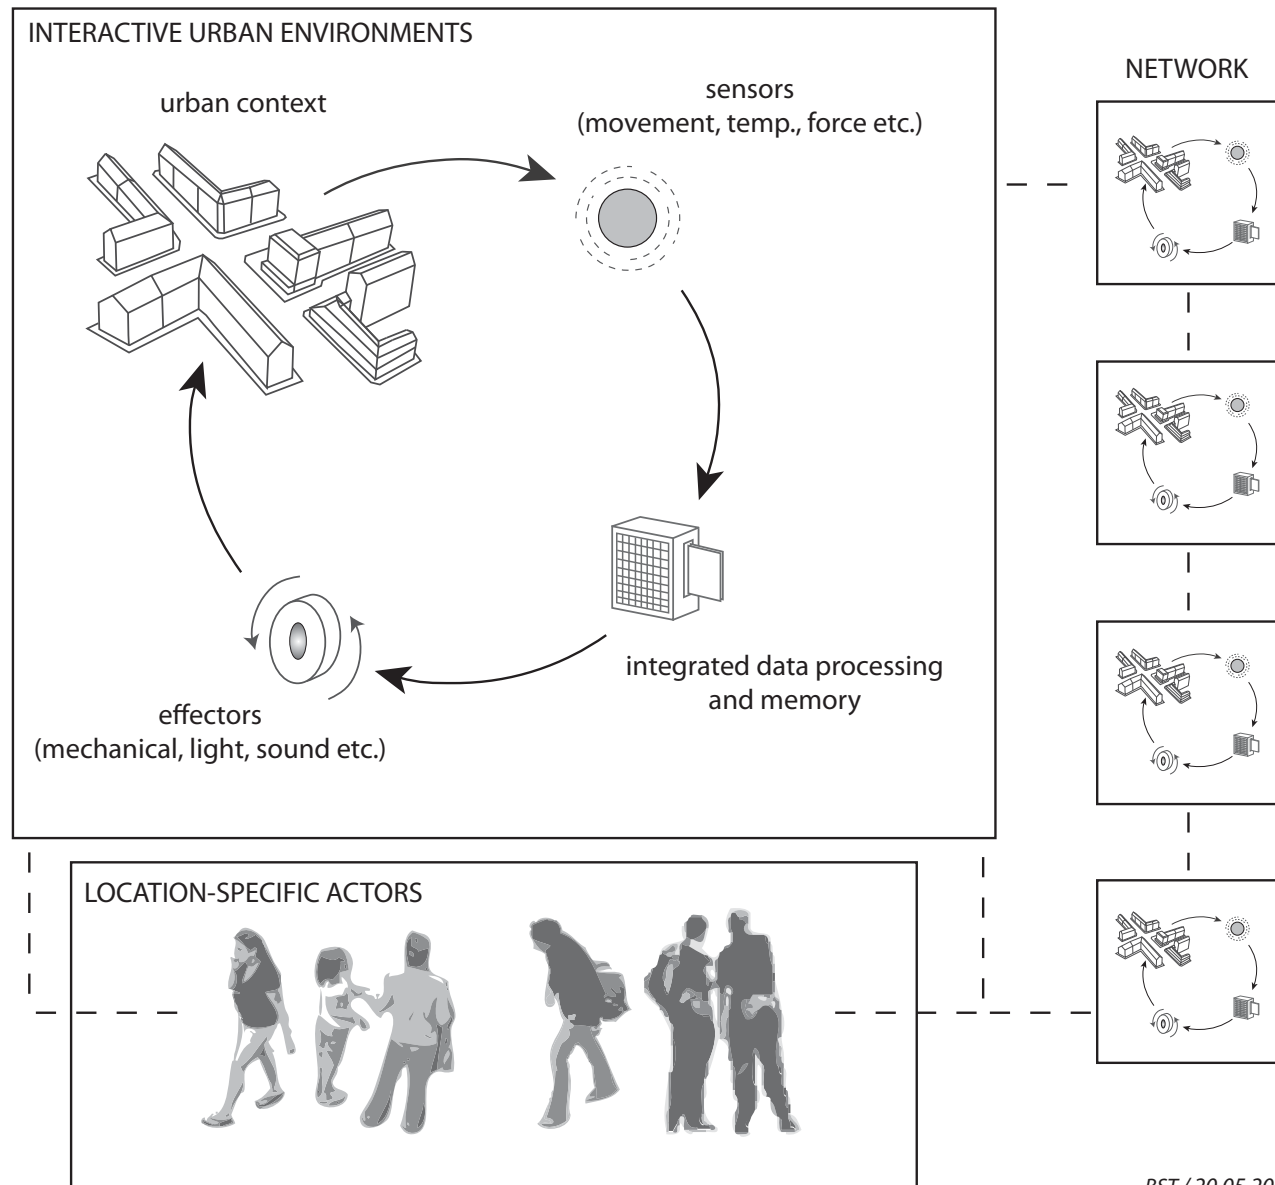 INTERACTIVE URBAN ENVIRONMENTS
urban context
sensors
(movement, temp., force etc.)
NETWORK
integrated data processing
and memory
effectors
(mechanical, light, sound etc.)
LOCATION-SPECIFIC ACTORS